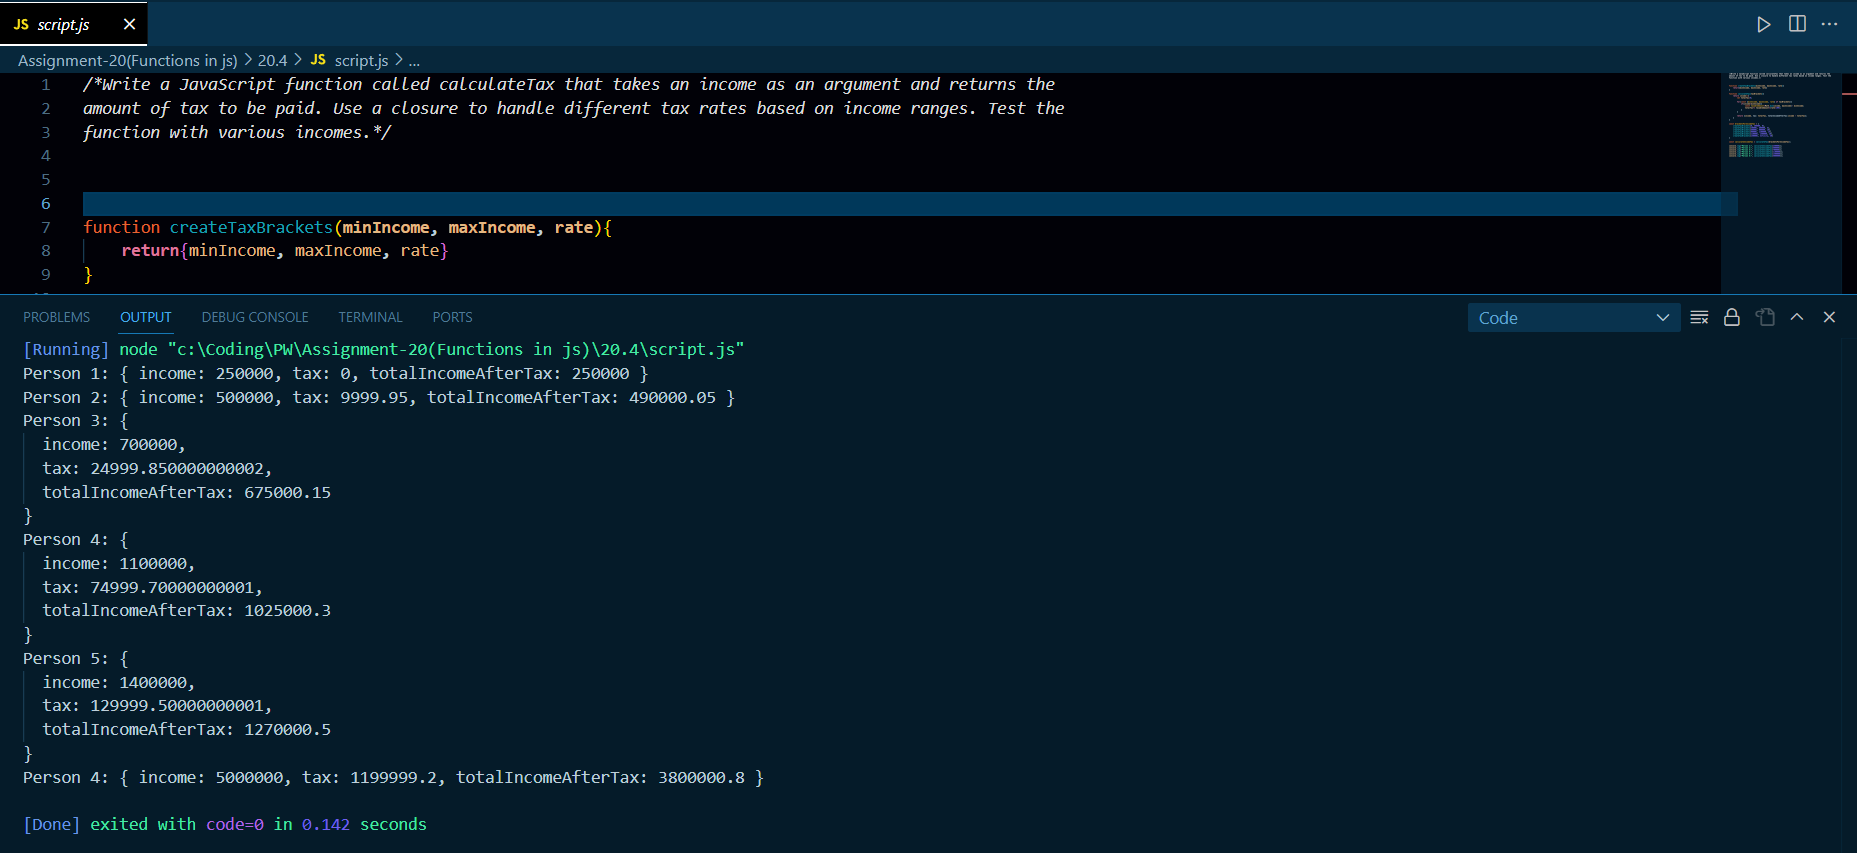 JS script.js
Assignment-20(Functions in js) > 20.4 > JS script.js > ...
1 /*Write a JavaScript function called calculateTax that takes an income as an argument and returns the
2 amount of tax to be paid. Use a closure to handle different tax rates based on income ranges. Test the
3 function with various incomes.*/
4
5
6
7 function createTaxBrackets(minIncome, maxIncome, rate){
8 return{minIncome, maxIncome, rate}
9 }
PROBLEMS OUTPUT DEBUG CONSOLE TERMINAL PORTS Code
[Running] node "c:\Coding\PW\Assignment-20(Functions in js)\20.4\script.js"
Person 1: { income: 250000, tax: 0, totalIncomeAfterTax: 250000 }
Person 2: { income: 500000, tax: 9999.95, totalIncomeAfterTax: 490000.05 }
Person 3: {
income: 700000,
tax: 24999.850000000002,
totalIncomeAfterTax: 675000.15
}
Person 4: {
income: 1100000,
tax: 74999.70000000001,
totalIncomeAfterTax: 1025000.3
}
Person 5: {
income: 1400000,
tax: 129999.50000000001,
totalIncomeAfterTax: 1270000.5
}
Person 4: { income: 5000000, tax: 1199999.2, totalIncomeAfterTax: 3800000.8 }
[Done] exited with code=0 in 0.142 seconds